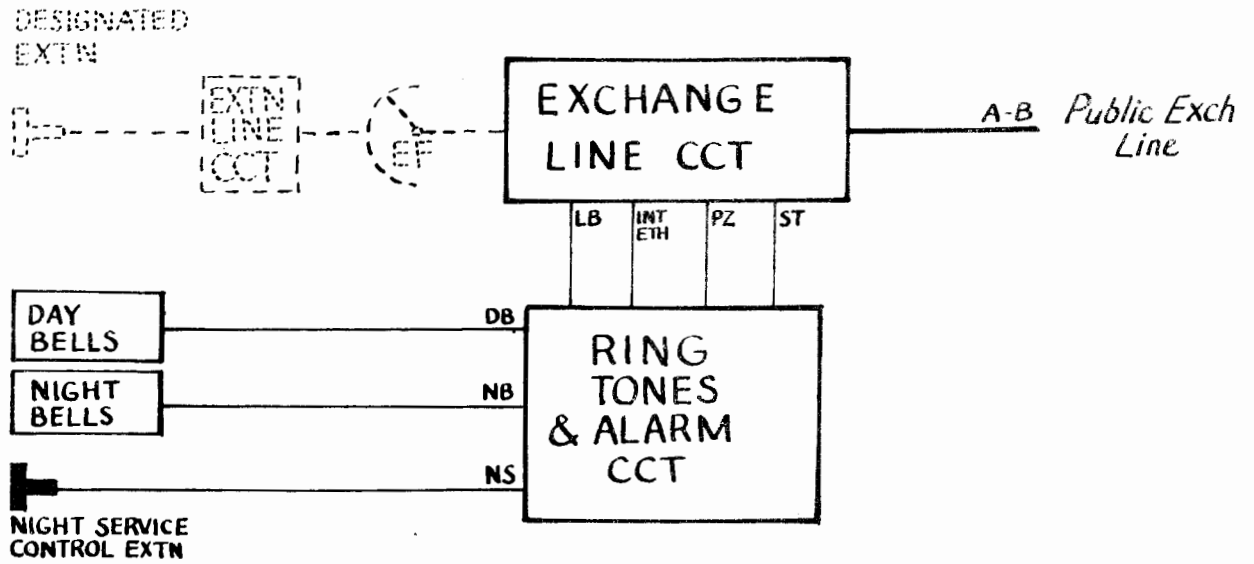 DESIGNATED
EXTN
EXTN
LINE
CCT
EF
EXCHANGE
LINE CCT
A-B
Public Exch
Line
LB
INT
ETH
PZ
ST
DAY
BELLS
DB
NIGHT
BELLS
NB
NS
RING
TONES
& ALARM
CCT
NIGHT SERVICE
CONTROL EXTN